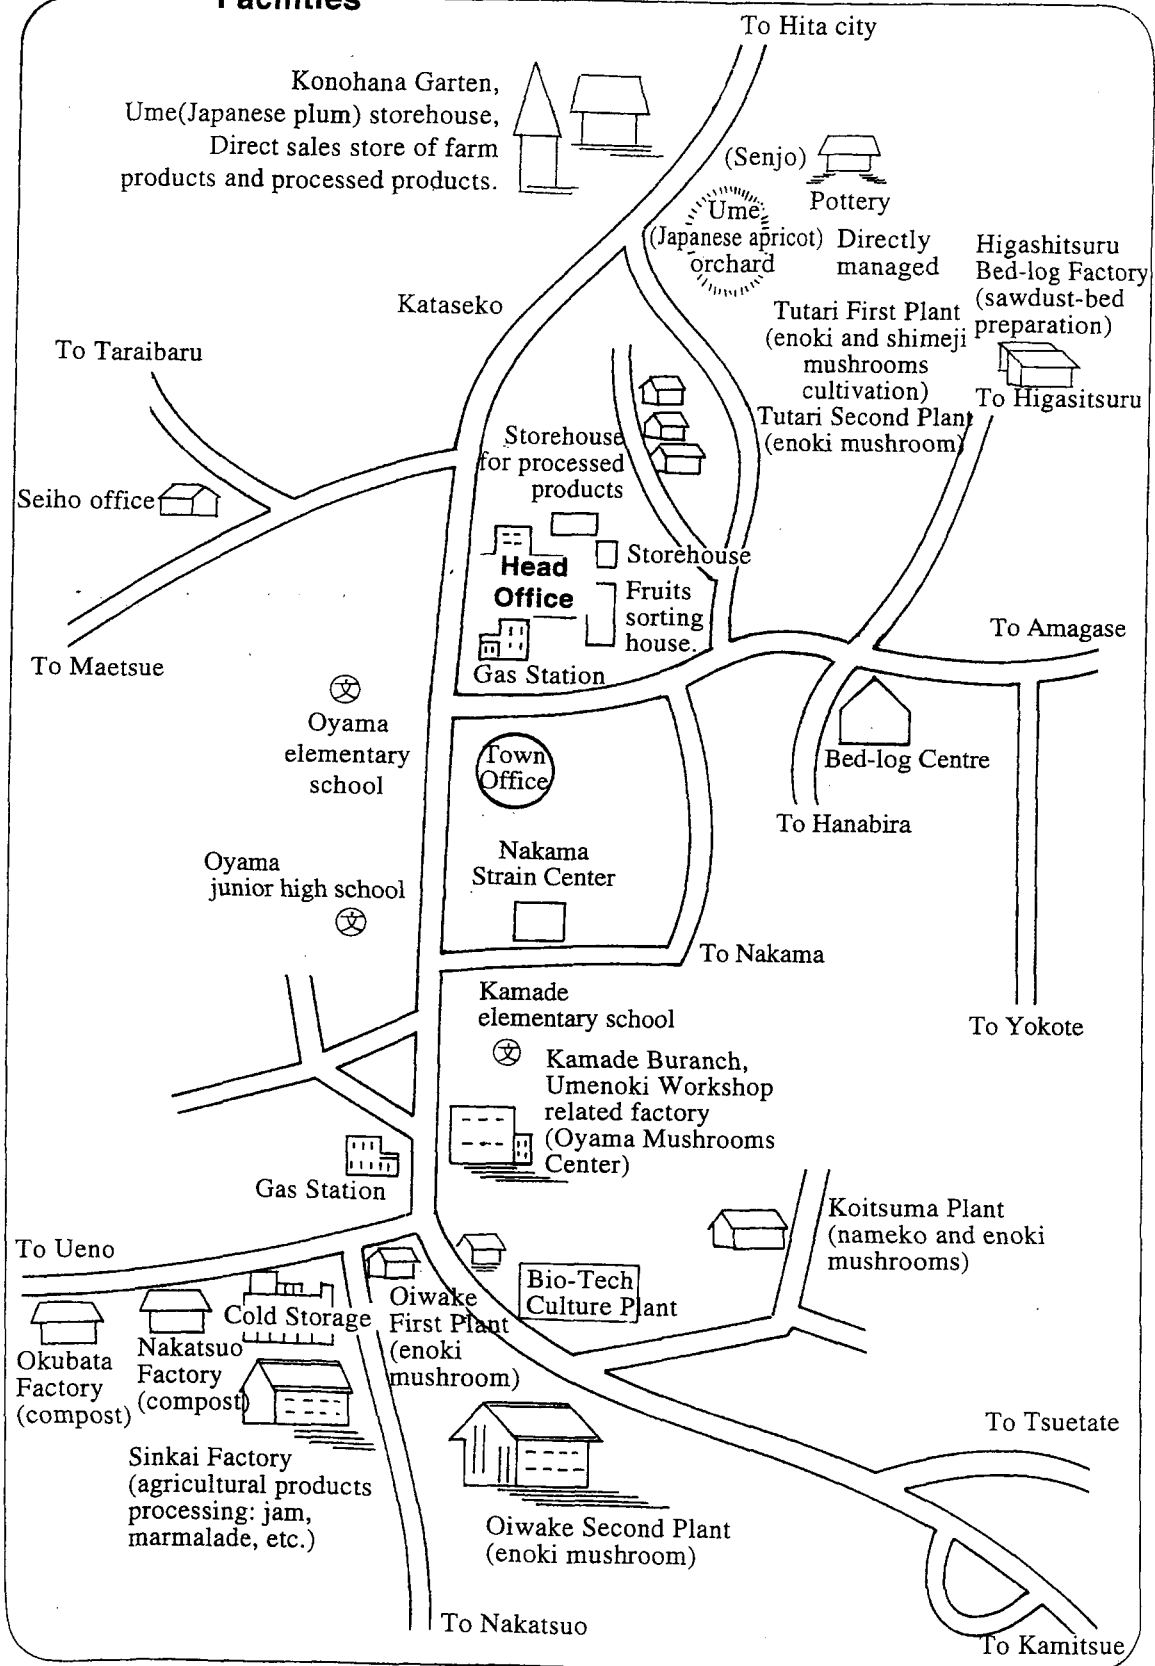 Facilities
To Hita city
Konohana Garten,
Ume(Japanese plum) storehouse,
Direct sales store of farm
products and processed products.
(Senjo)
Pottery
Ume
(Japanese apricot)
orchard
Directly
managed
Higashitsuru
Bed-log Factory
(sawdust-bed
preparation)
Kataseko
Tutari First Plant
(enoki and shimeji
mushrooms
cultivation)
Tutari Second Plant
(enoki mushroom)
To Higasitsuru
To Taraibaru
Seiho office
Storehouse
for processed
products
Storehouse
Head
Office
Fruits
sorting
house.
To Amagase
To Maetsue
Gas Station
文
Oyama
elementary
school
Town
Office
Bed-log Centre
To Hanabira
Oyama
junior high school
文
Nakama
Strain Center
To Nakama
To Yokote
Kamade
elementary school
文
Kamade Buranch,
Umenoki Workshop
related factory
(Oyama Mushrooms
Center)
Gas Station
Koitsuma Plant
(nameko and enoki
mushrooms)
To Ueno
Bio-Tech
Culture Plant
Cold Storage
Oiwake
First Plant
(enoki
mushroom)
Okubata
Factory
(compost)
Nakatsuo
Factory
(compost)
To Tsuetate
Sinkai Factory
(agricultural products
processing: jam,
marmalade, etc.)
Oiwake Second Plant
(enoki mushroom)
To Nakatsuo
To Kamitsue